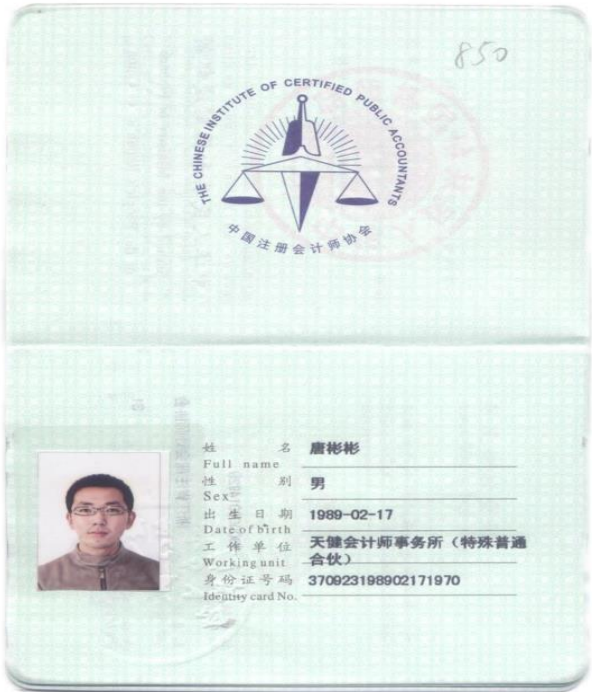 850
THE CHINESE INSTITUTE OF CERTIFIED PUBLIC ACCOUNTANTS
中国注册会计师协会
姓 名 唐彬彬
Full name
性 别 男
Sex
出生日期 1989-02-17
Date of birth
工作单位 天健会计师事务所（特殊普通
Working unit 合伙）
身份证号码 370923198902171970
Identity card No.